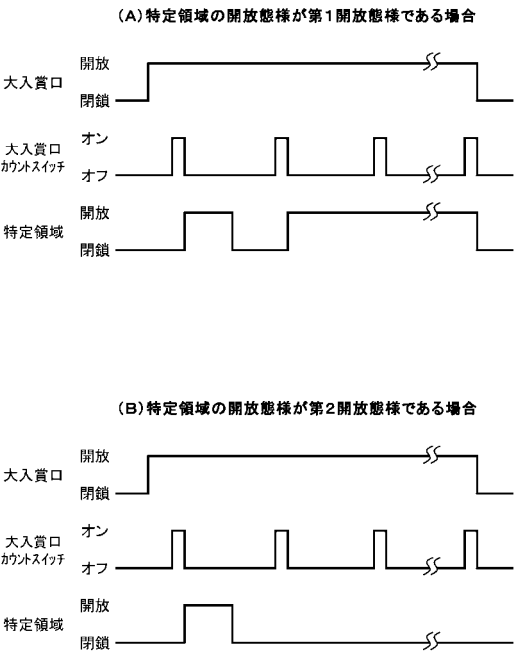 (A)特定領域の開放態様が第1開放態様である場合
開放
大入賞口
閉鎖
オン
大入賞口
カウントスイッチ
オフ
開放
特定領域
閉鎖
(B)特定領域の開放態様が第2開放態様である場合
開放
大入賞口
閉鎖
オン
大入賞口
カウントスイッチ
オフ
開放
特定領域
閉鎖